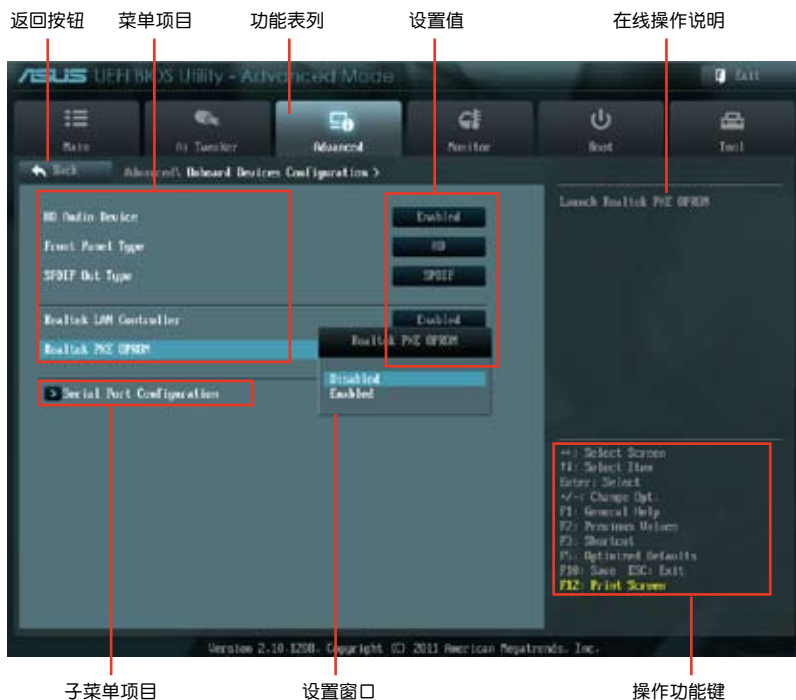 返回按钮 菜单项目 功能表列 设置值 在线操作说明
ASUS UEFI BIOS Utility - Advanced Mode Exit
Main Ai Tweaker Advanced Monitor Boot Tool
Back Advanced\ Onboard Devices Configuration >
Launch Realtek PXE OPROM
HD Audio Device Enabled
Front Panel Type HD
SPDIF Out Type SPDIF
Realtek LAN Controller Enabled
Realtek PXE OPROM
Realtek PXE OPROM
Disabled
Enabled
> Serial Port Configuration
↔: Select Screen
↑↓: Select Item
Enter: Select
+/-: Change Opt.
F1: General Help
F2: Previous Values
F3: Shortcut
F5: Optimized Defaults
F10: Save ESC: Exit
F12: Print Screen
Version 2.10.1208. Copyright (C) 2011 American Megatrends, Inc.
子菜单项目 设置窗口 操作功能键